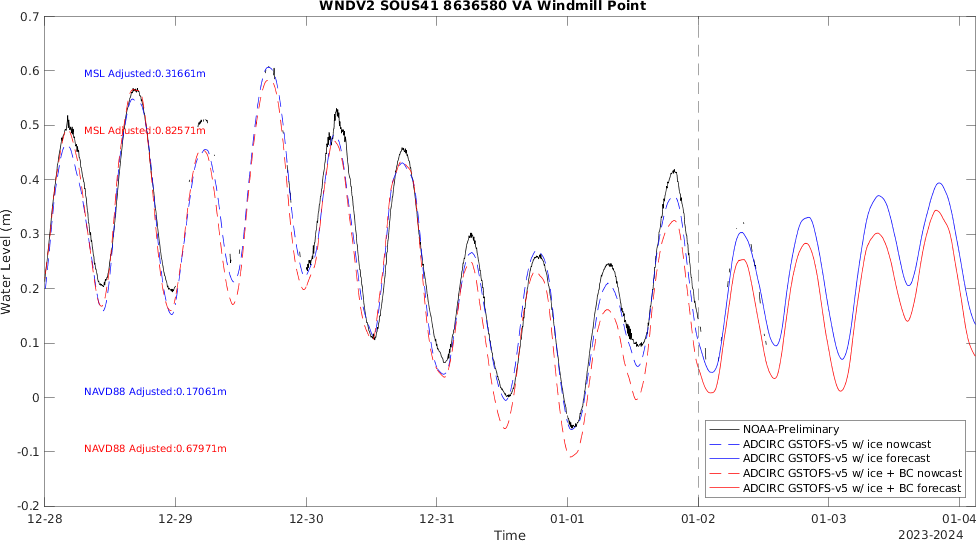 WNDV2 SOUS41 8636580 VA Windmill Point
0.7
0.6
0.5
0.4
0.3
0.2
0.1
0
-0.1
-0.2
Water Level (m)
MSL Adjusted:0.31661m
MSL Adjusted:0.82571m
NAVD88 Adjusted:0.17061m
NAVD88 Adjusted:0.67971m
NOAA-Preliminary
ADCIRC GSTOFS-v5 w/ ice nowcast
ADCIRC GSTOFS-v5 w/ ice forecast
ADCIRC GSTOFS-v5 w/ ice + BC nowcast
ADCIRC GSTOFS-v5 w/ ice + BC forecast
12-28 12-29 12-30 12-31 01-01 01-02 01-03 01-04
Time
2023-2024